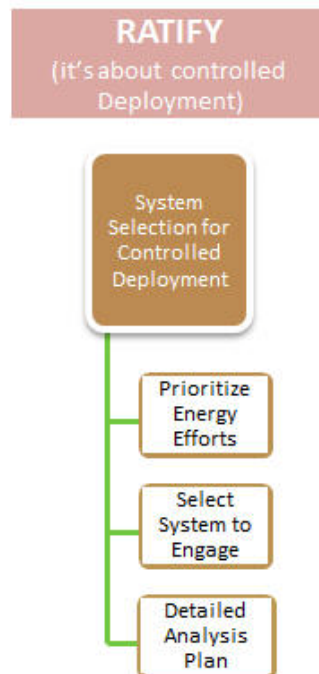 RATIFY
(it's about controlled
Deployment)
System
Selection for
Controlled
Deployment
Prioritize
Energy
Efforts
Select
System to
Engage
Detailed
Analysis
Plan